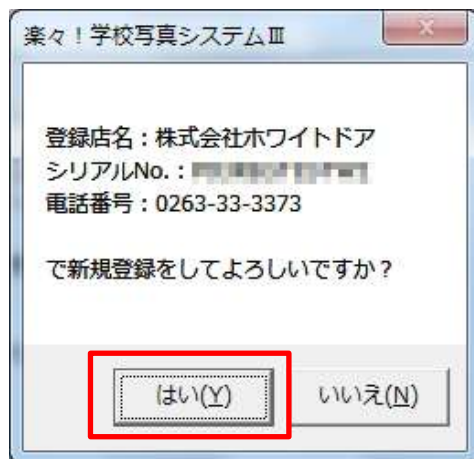 楽々！学校写真システムⅢ
登録店名：株式会社ホワイトドア
シリアルNo.：
電話番号：0263-33-3373
で新規登録をしてよろしいですか？
はい(Y) いいえ(N)